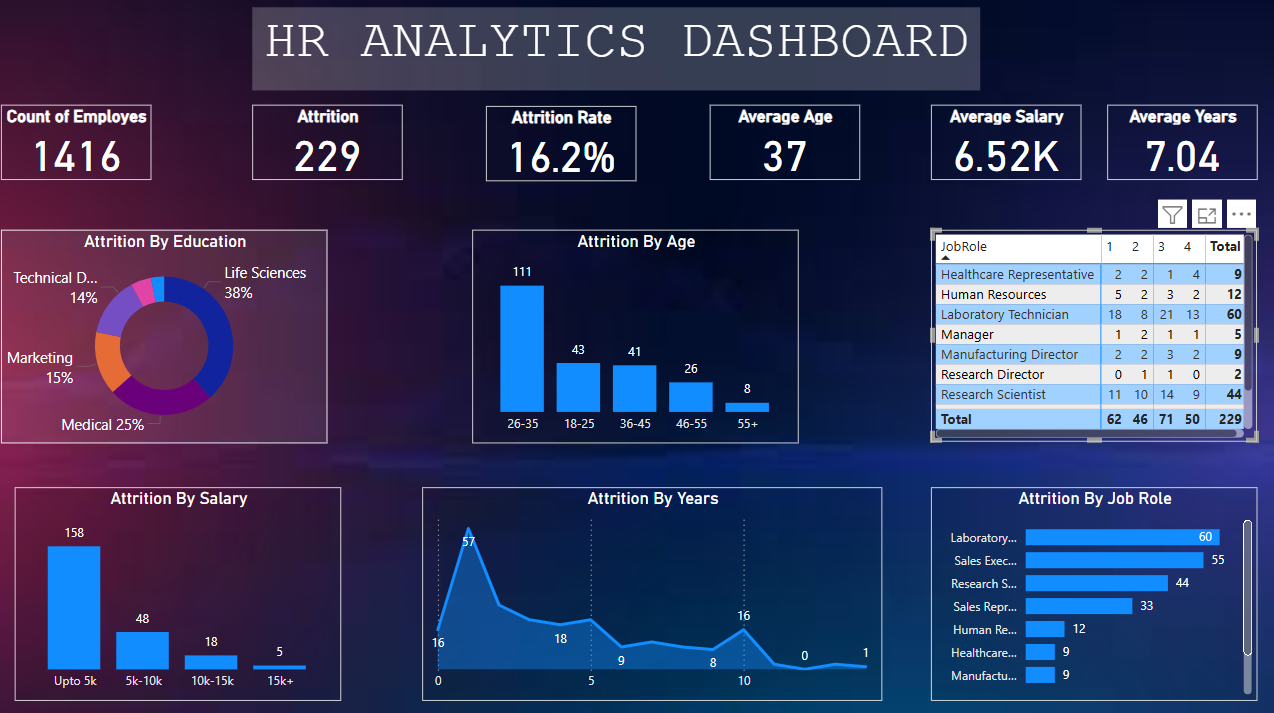 HR ANALYTICS DASHBOARD
Count of Employes
1416
Attrition
229
Attrition Rate
16.2%
Average Age
37
Average Salary
6.52K
Average Years
7.04
Attrition By Education
Life Sciences
38%
Technical D...
14%
Marketing
15%
Medical 25%
Attrition By Age
111
43
41
26
8
26-35 18-25 36-45 46-55 55+
JobRole 1 2 3 4 Total
Healthcare Representative 2 2 1 4 9
Human Resources 5 2 3 2 12
Laboratory Technician 18 8 21 13 60
Manager 1 2 1 1 5
Manufacturing Director 2 2 3 2 9
Research Director 0 1 1 0 2
Research Scientist 11 10 14 9 44
Total 62 46 71 50 229
Attrition By Salary
158
48
18
5
Upto 5k 5k-10k 10k-15k 15k+
Attrition By Years
16
57
18
9
8
16
0
1
0 5 10
Attrition By Job Role
Laboratory... 60
Sales Exec... 55
Research S... 44
Sales Repr... 33
Human Re... 12
Healthcare... 9
Manufactu... 9